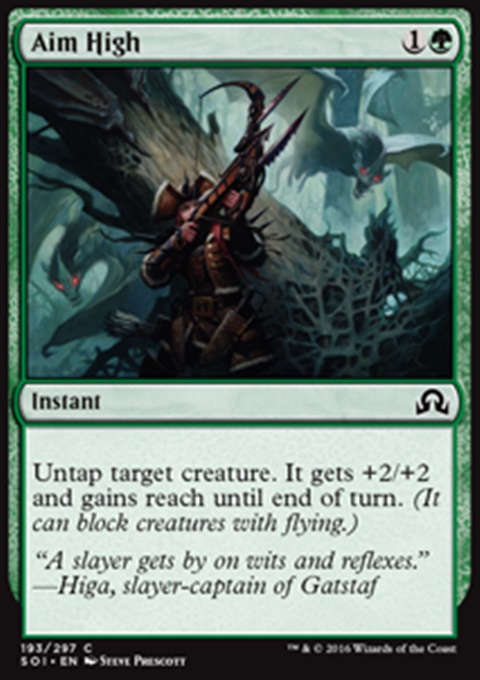 Aim High 1
Instant
Untap target creature. It gets +2/+2
and gains reach until end of turn. (It
can block creatures with flying.)
“A slayer gets by on wits and reflexes.”
—Higa, slayer-captain of Gatstaf
193/297 C
SOI • EN Steve Prescott
™ & © 2016 Wizards of the Coast